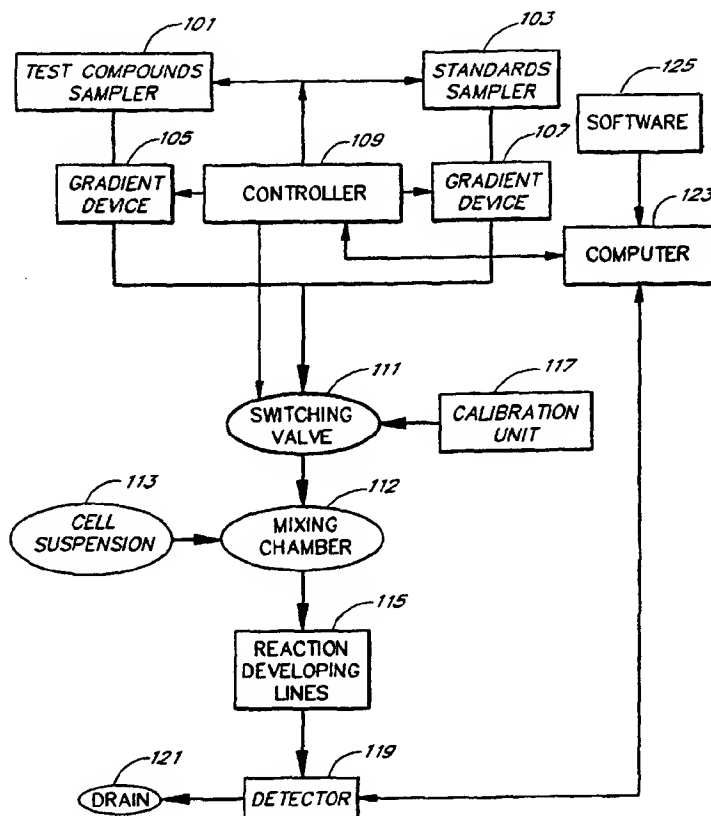 101
103
TEST COMPOUNDS
SAMPLER
STANDARDS
SAMPLER
125
SOFTWARE
105
109
107
GRADIENT
DEVICE
CONTROLLER
GRADIENT
DEVICE
123
COMPUTER
111
117
SWITCHING
VALVE
CALIBRATION
UNIT
113
112
CELL
SUSPENSION
MIXING
CHAMBER
115
REACTION
DEVELOPING
LINES
121
119
DRAIN
DETECTOR